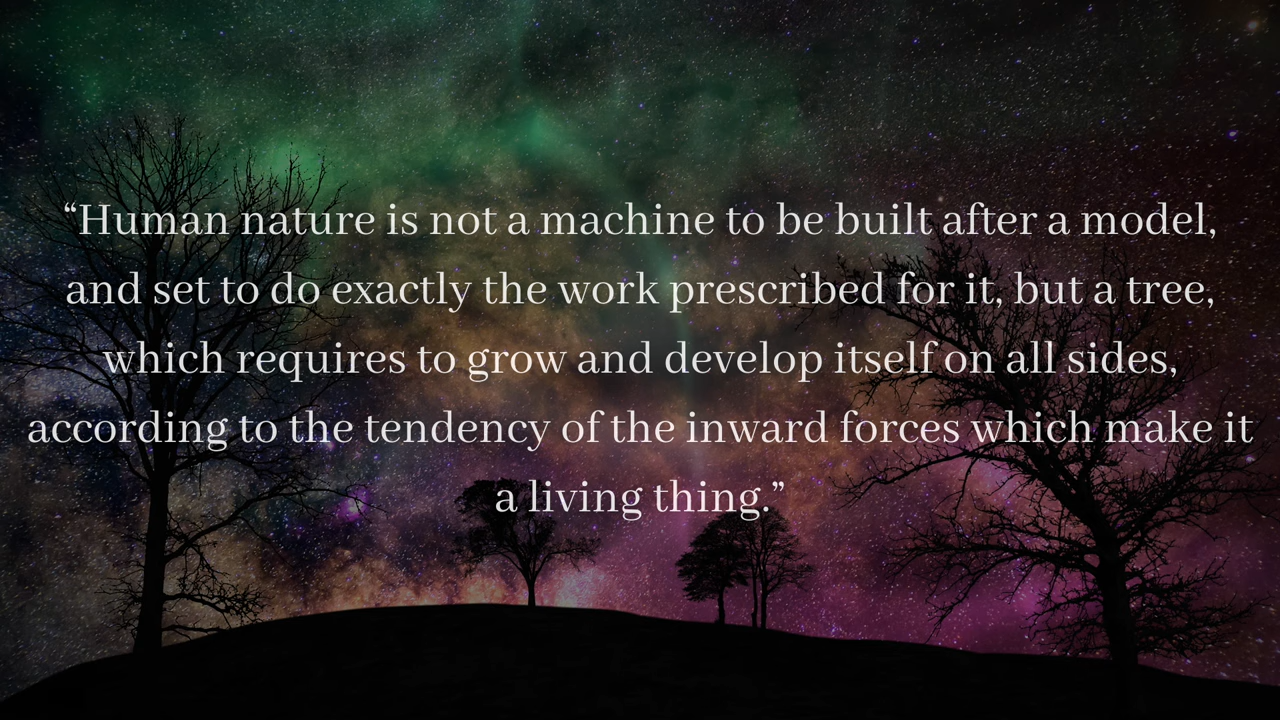 “Human nature is not a machine to be built after a model,
and set to do exactly the work prescribed for it, but a tree,
which requires to grow and develop itself on all sides,
according to the tendency of the inward forces which make it
a living thing.”